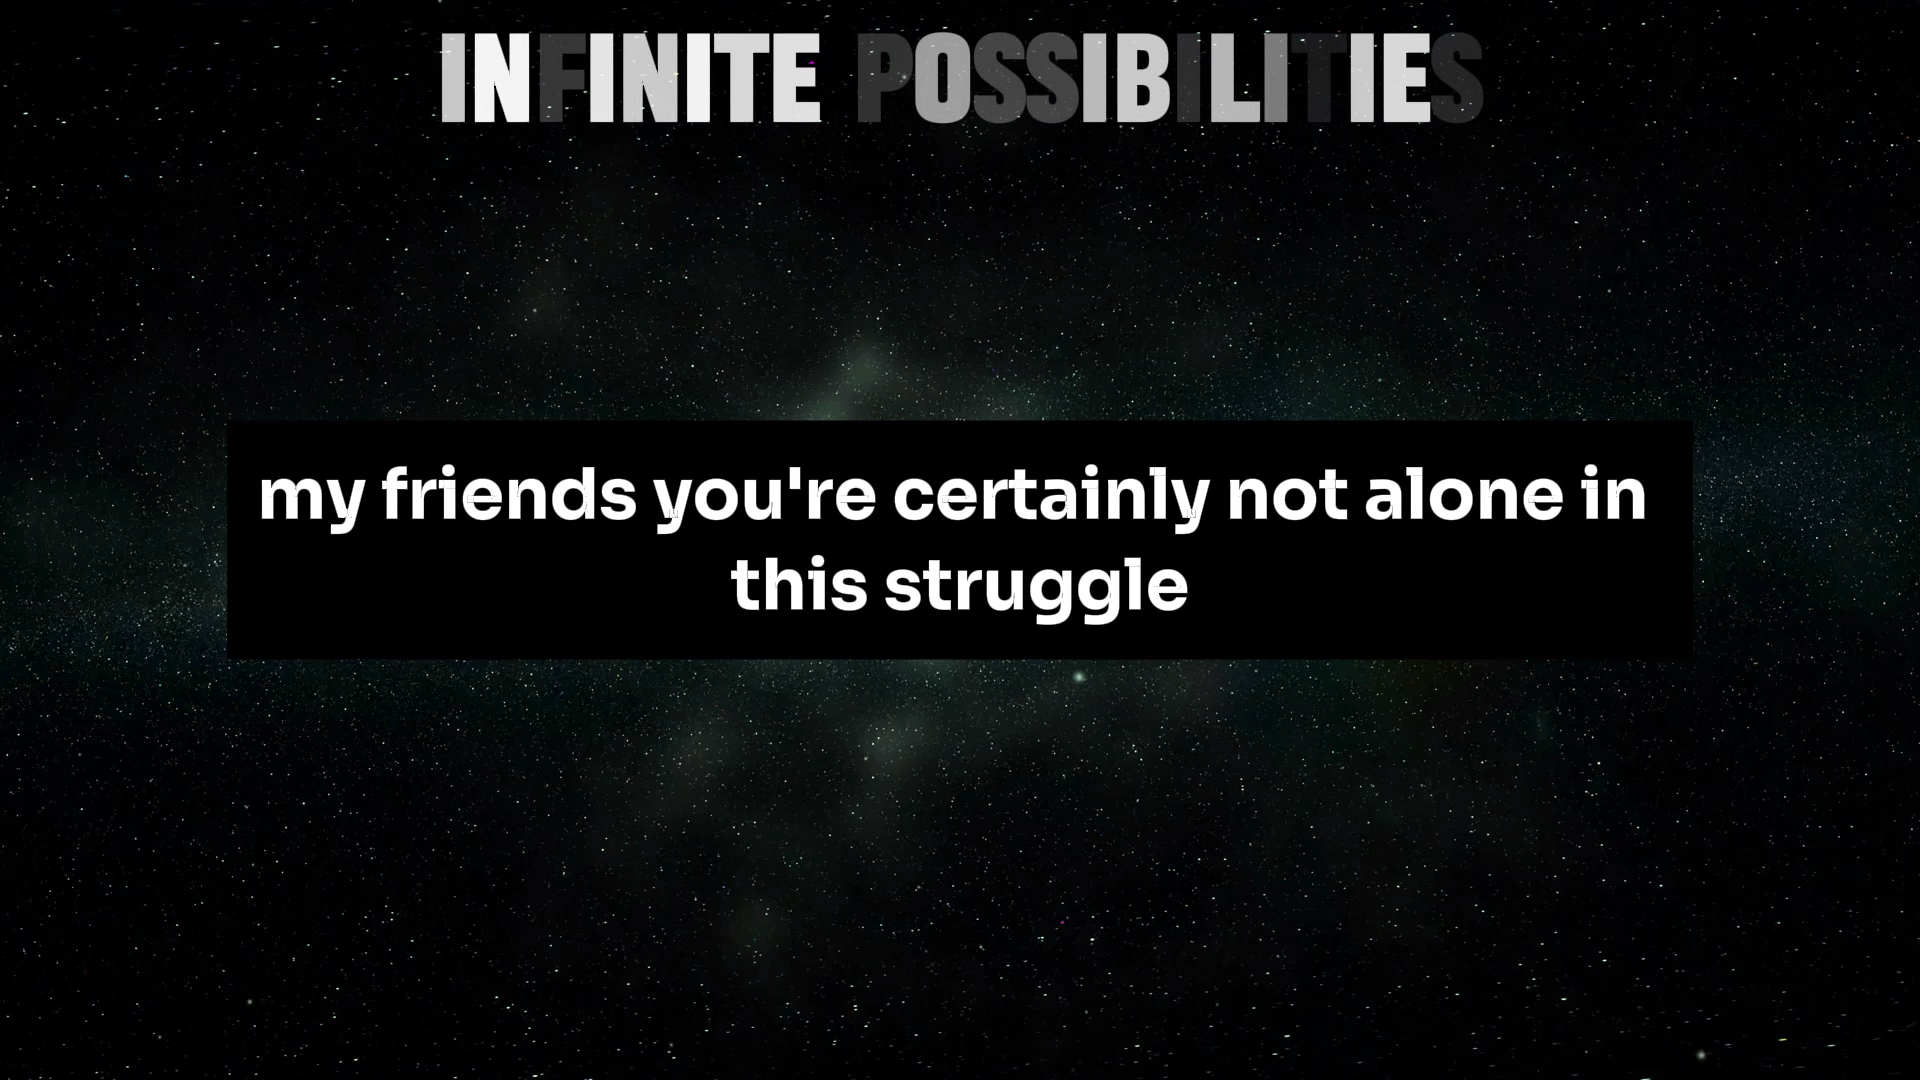 INFINITE POSSIBILITIES
my friends you're certainly not alone in
this struggle